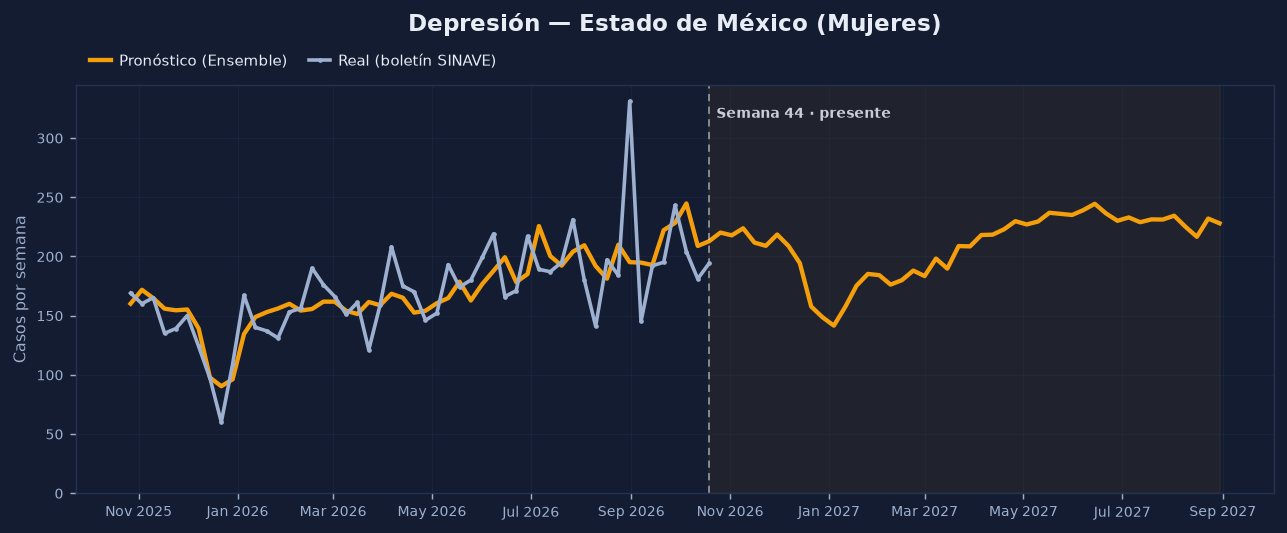 Depresión — Estado de México (Mujeres)
Pronóstico (Ensemble)
Real (boletín SINAVE)
Semana 44 · presente
Casos por semana
300
250
200
150
100
50
0
Nov 2025
Jan 2026
Mar 2026
May 2026
Jul 2026
Sep 2026
Nov 2026
Jan 2027
Mar 2027
May 2027
Jul 2027
Sep 2027